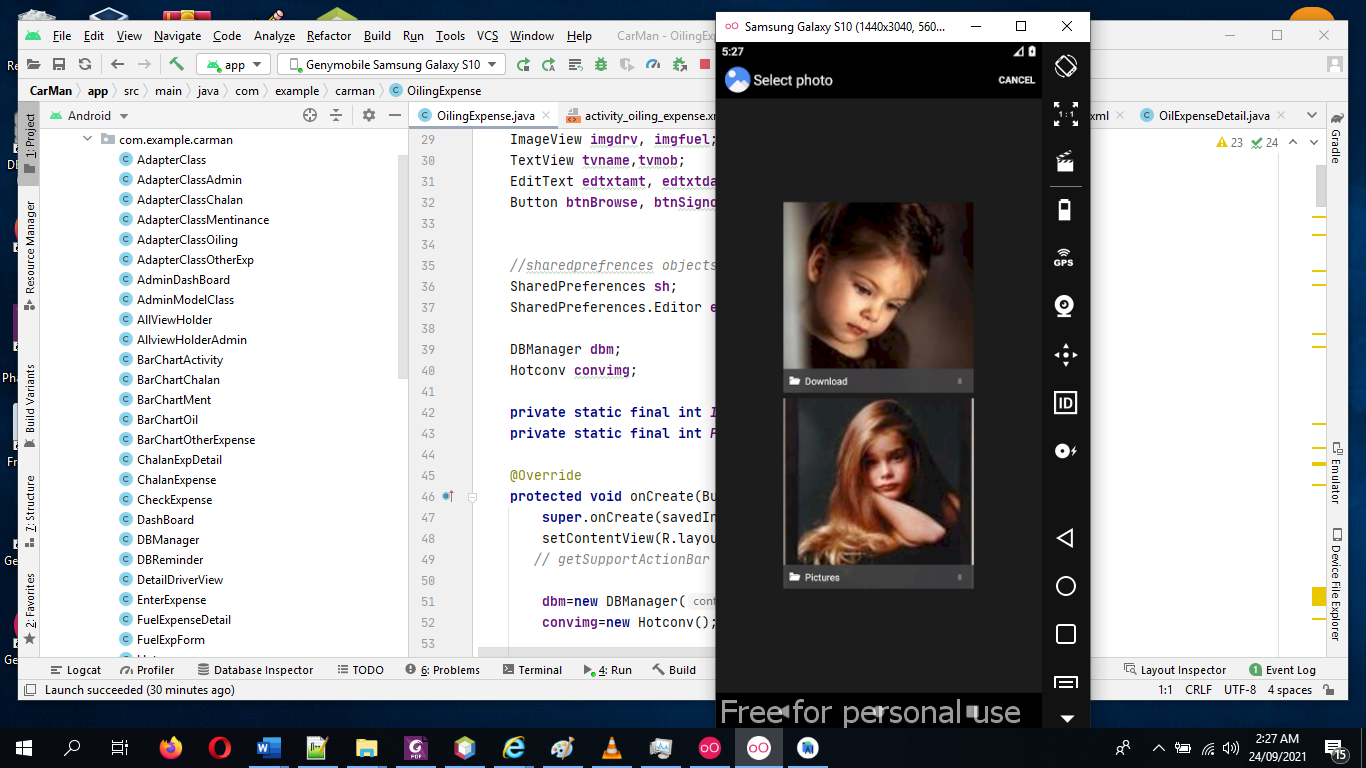 File Edit View Navigate Code Analyze Refactor Build Run Tools VCS Window Help CarMan - OilingExpense
app Genymobile Samsung Galaxy S10
CarMan app src main java com example carman OilingExpense
Android
OilingExpense.java activity_oiling_expense.xm xml OilExpenseDetail.java
23 24
1: Project
Resource Manager
Build Variants
7: Structure
2: Favorites
com.example.carman
AdapterClass
AdapterClassAdmin
AdapterClassChalan
AdapterClassMentinance
AdapterClassOiling
AdapterClassOtherExp
AdminDashBoard
AdminModelClass
AllViewHolder
AllviewHolderAdmin
BarChartActivity
BarChartChalan
BarChartMent
BarChartOil
BarChartOtherExpense
ChalanExpDetail
ChalanExpense
CheckExpense
DashBoard
DBManager
DBReminder
DetailDriverView
EnterExpense
FuelExpenseDetail
FuelExpForm
29 ImageView imgdrv, imgfuel;
30 TextView tvname,tvmob;
31 EditText edtxtamt, edtxtda
32 Button btnBrowse, btnSigno
33
34
35 //sharedprefrences objects
36 SharedPreferences sh;
37 SharedPreferences.Editor e
38
39 DBManager dbm;
40 Hotconv convimg;
41
42 private static final int I
43 private static final int P
44
45 @Override
46 protected void onCreate(Bu
47 super.onCreate(savedIn
48 setContentView(R.layou
49 // getSupportActionBar
50
51 dbm=new DBManager( cont
52 convimg=new Hotconv();
53
Samsung Galaxy S10 (1440x3040, 560...
5:27
Select photo CANCEL
Download
Pictures
1:1
GPS
ID
Free for personal use
Gradle
Emulator
Device File Explorer
Logcat Profiler Database Inspector TODO 6: Problems Terminal 4: Run Build Layout Inspector 1 Event Log
Launch succeeded (30 minutes ago) 1:1 CRLF UTF-8 4 spaces
2:27 AM
24/09/2021
15